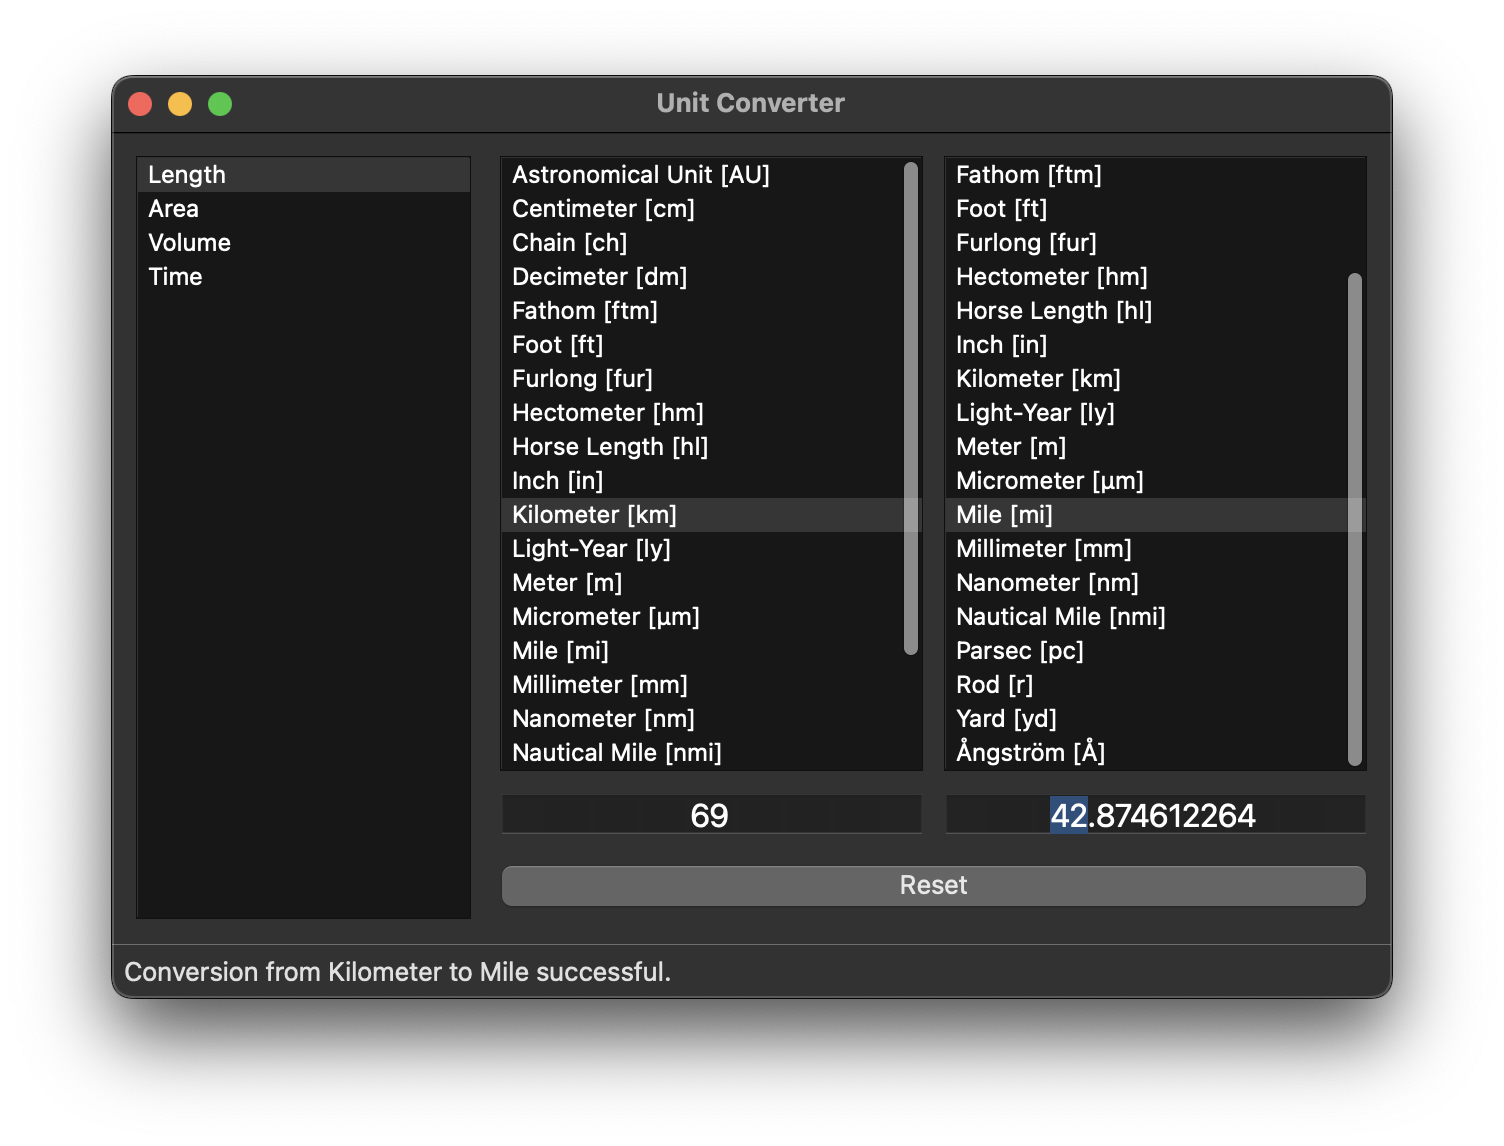 Unit Converter
Length
Area
Volume
Time
Astronomical Unit [AU]
Centimeter [cm]
Chain [ch]
Decimeter [dm]
Fathom [ftm]
Foot [ft]
Furlong [fur]
Hectometer [hm]
Horse Length [hl]
Inch [in]
Kilometer [km]
Light-Year [ly]
Meter [m]
Micrometer [μm]
Mile [mi]
Millimeter [mm]
Nanometer [nm]
Nautical Mile [nmi]
Fathom [ftm]
Foot [ft]
Furlong [fur]
Hectometer [hm]
Horse Length [hl]
Inch [in]
Kilometer [km]
Light-Year [ly]
Meter [m]
Micrometer [μm]
Mile [mi]
Millimeter [mm]
Nanometer [nm]
Nautical Mile [nmi]
Parsec [pc]
Rod [r]
Yard [yd]
Ångström [Å]
69
42.874612264
Reset
Conversion from Kilometer to Mile successful.